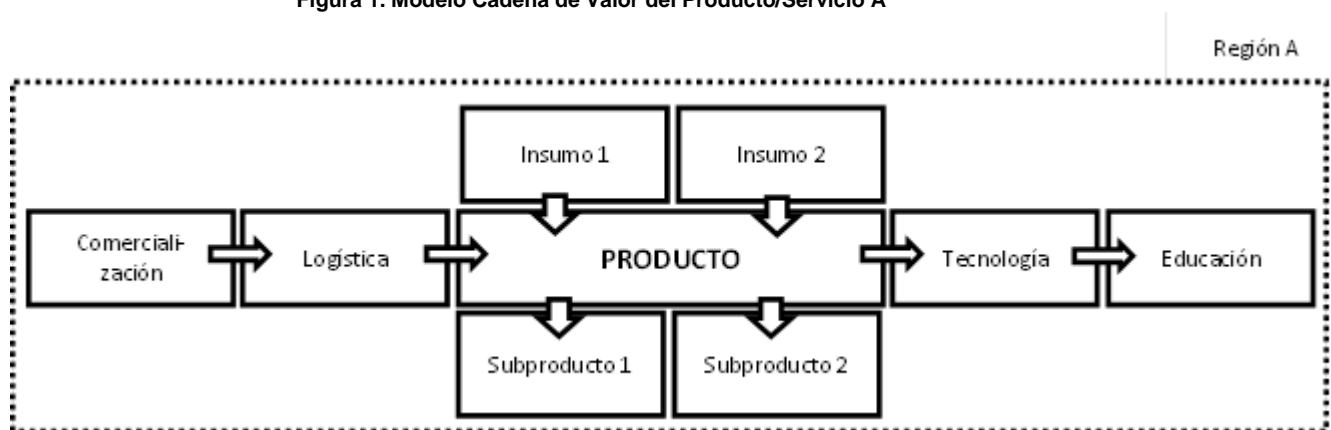 Figura 1. Modelo Cadena de Valor del Producto/Servicio A
Región A
Insumo 1
Insumo 2
Comerciali-
zación
Logística
PRODUCTO
Tecnología
Educación
Subproducto 1
Subproducto 2